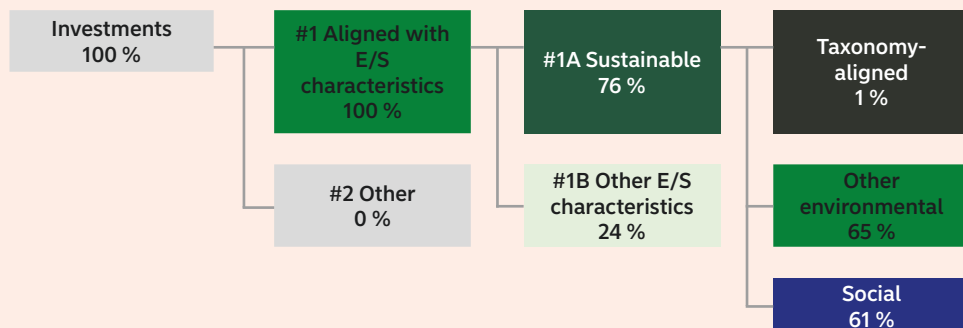 Investments
100 %
#1 Aligned with
E/S
characteristics
100 %
#1A Sustainable
76 %
Taxonomy-
aligned
1 %
#2 Other
0 %
#1B Other E/S
characteristics
24 %
Other
environmental
65 %
Social
61 %